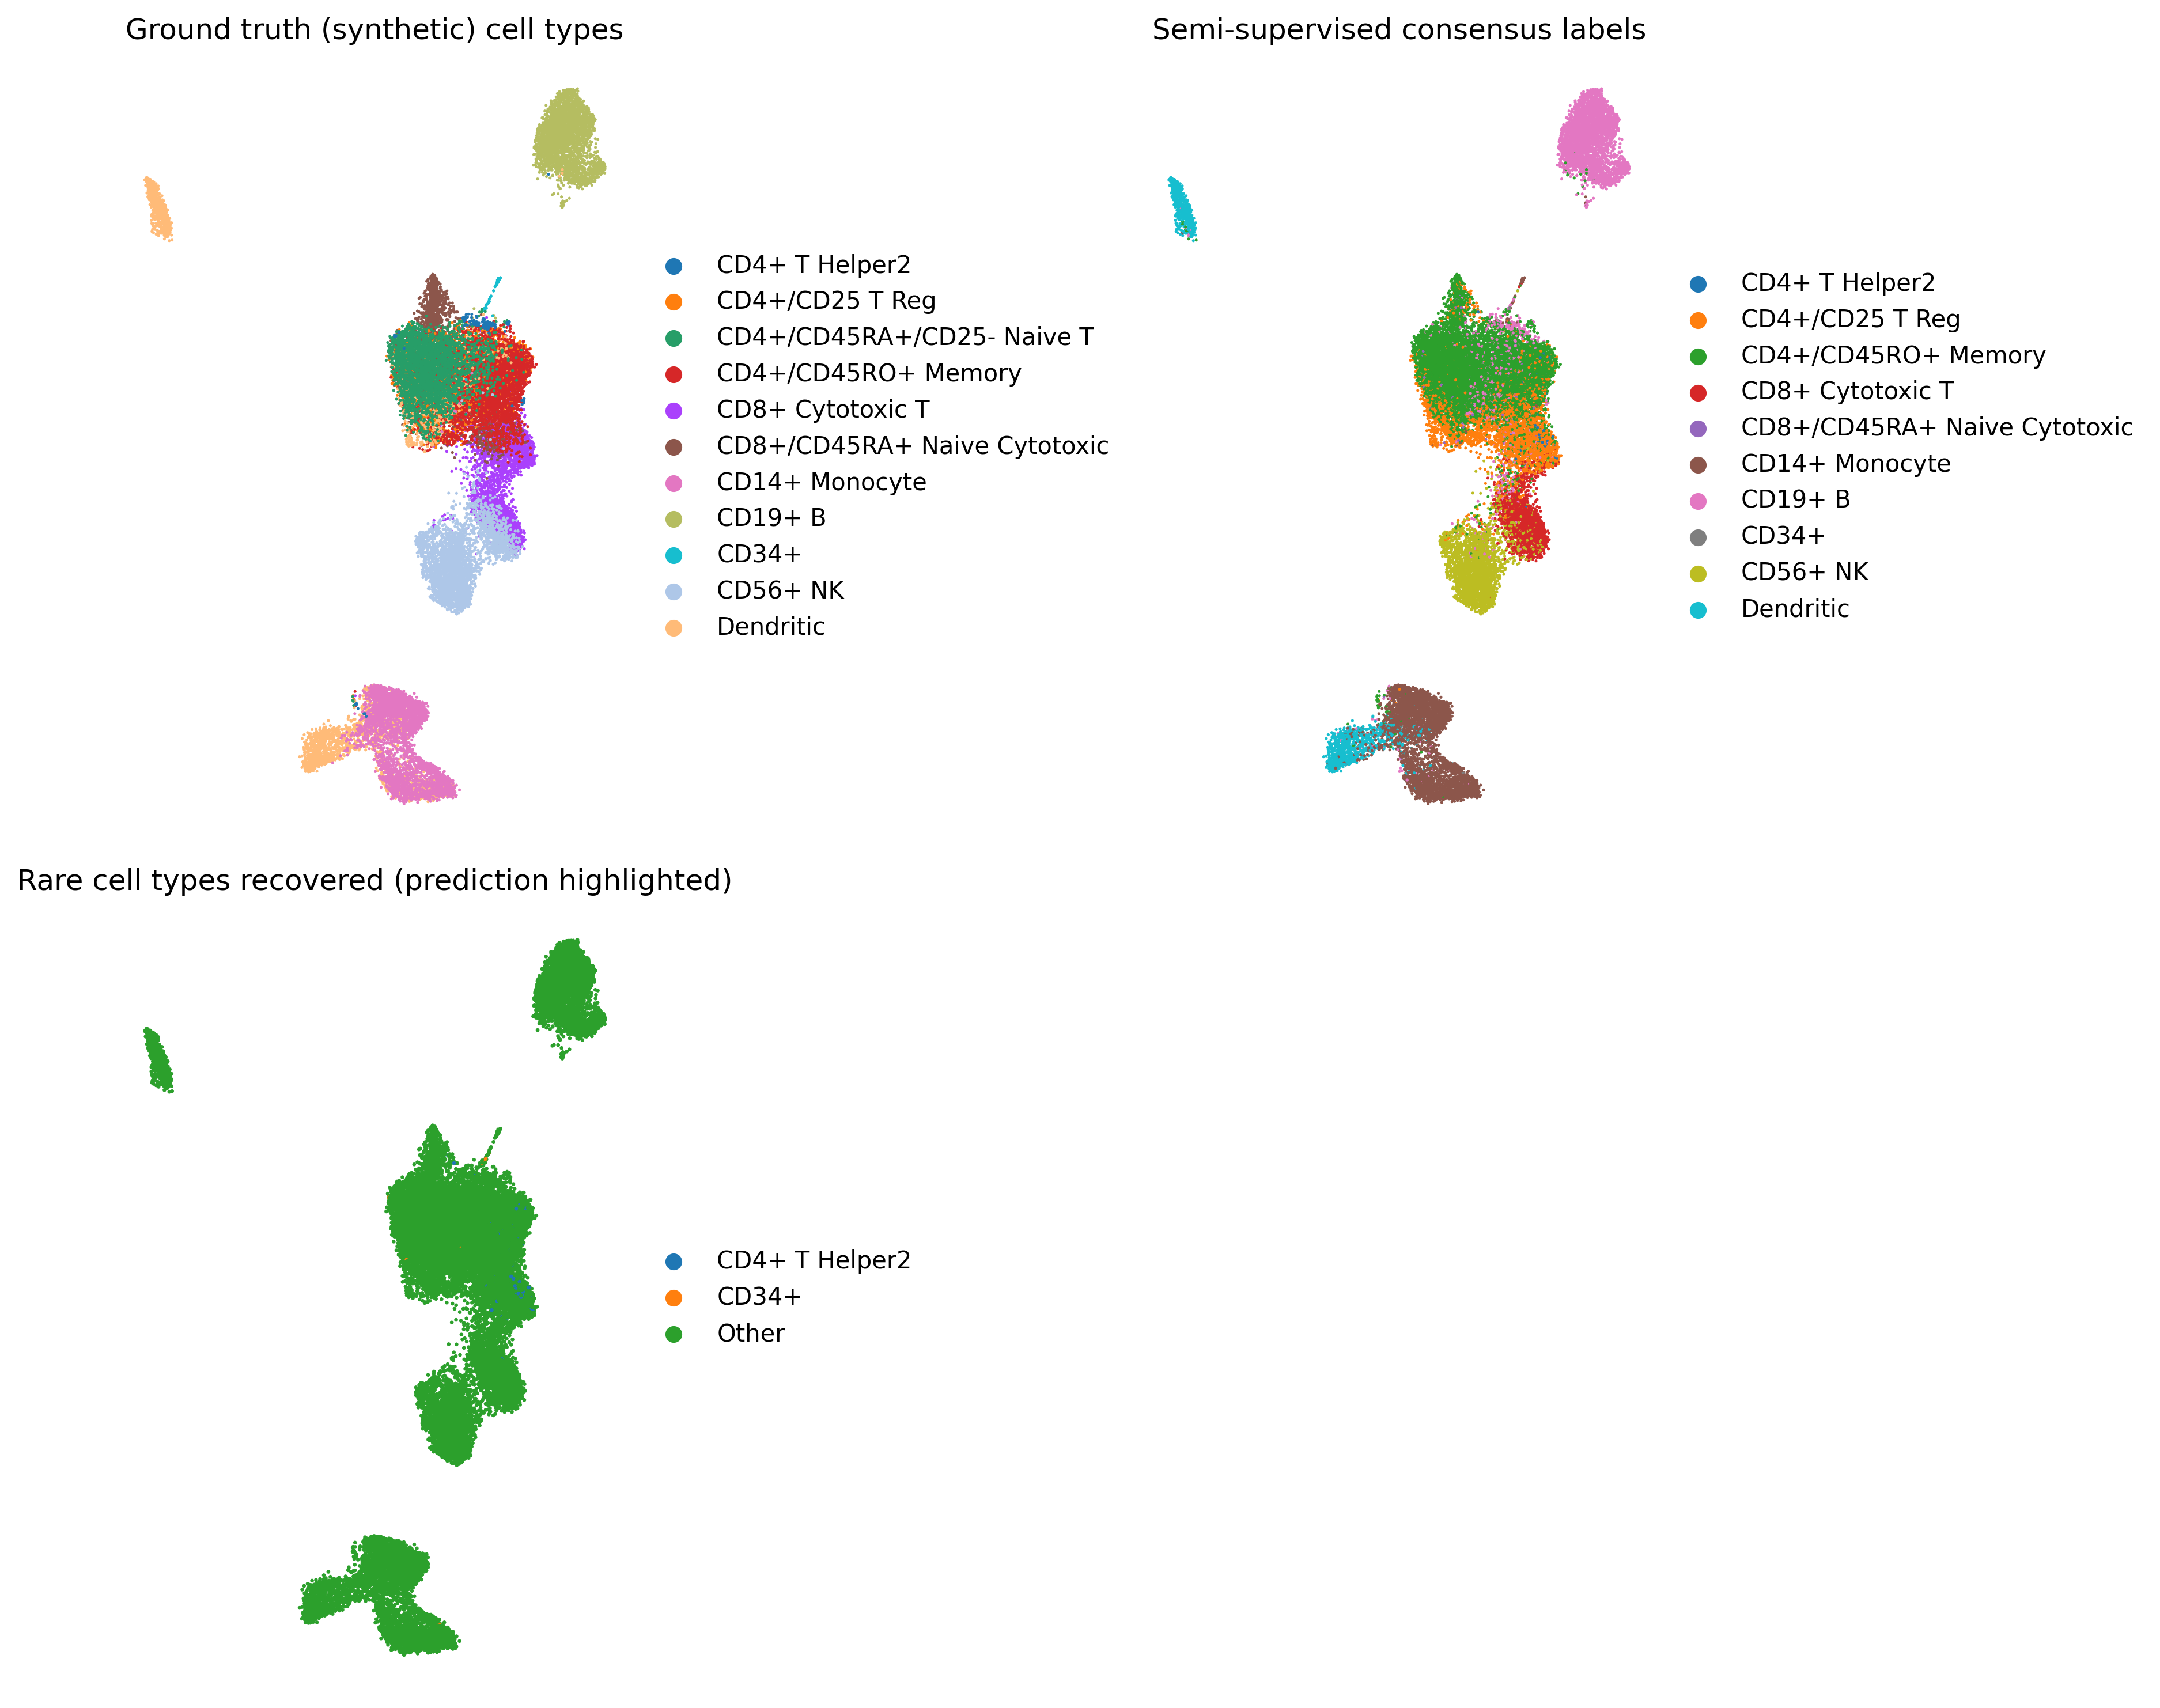 Ground truth (synthetic) cell types
CD4+ T Helper2
CD4+/CD25 T Reg
CD4+/CD45RA+/CD25- Naive T
CD4+/CD45RO+ Memory
CD8+ Cytotoxic T
CD8+/CD45RA+ Naive Cytotoxic
CD14+ Monocyte
CD19+ B
CD34+
CD56+ NK
Dendritic
Semi-supervised consensus labels
CD4+ T Helper2
CD4+/CD25 T Reg
CD4+/CD45RO+ Memory
CD8+ Cytotoxic T
CD8+/CD45RA+ Naive Cytotoxic
CD14+ Monocyte
CD19+ B
CD34+
CD56+ NK
Dendritic
Rare cell types recovered (prediction highlighted)
CD4+ T Helper2
CD34+
Other